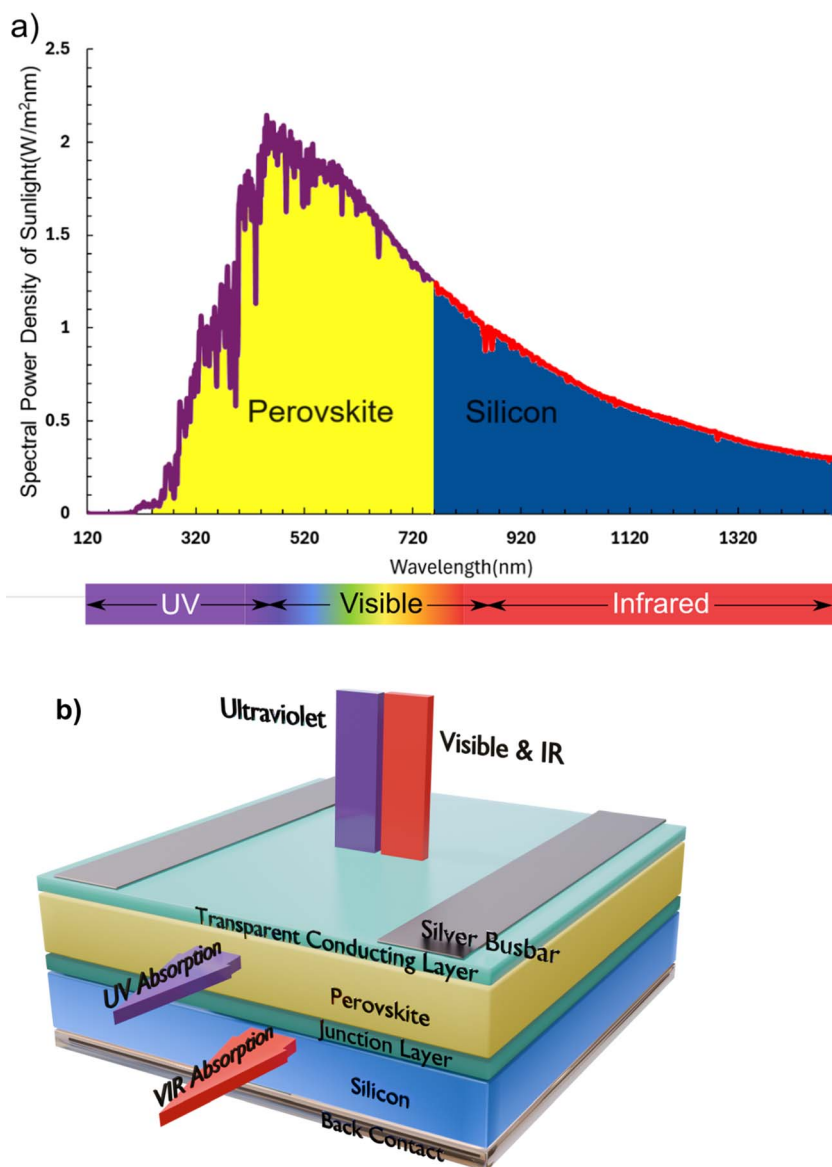 a)
Spectral Power Density of Sunlight(W/m²nm)
2.5
2
1.5
1
0.5
0
Perovskite
Silicon
120
320
520
720
920
1120
1320
Wavelength(nm)
UV
Visible
Infrared
b)
Ultraviolet
Visible & IR
Silver Busbar
Transparent Conducting Layer
UV Absorption
Perovskite
Junction Layer
VIR Absorption
Silicon
Back Contact